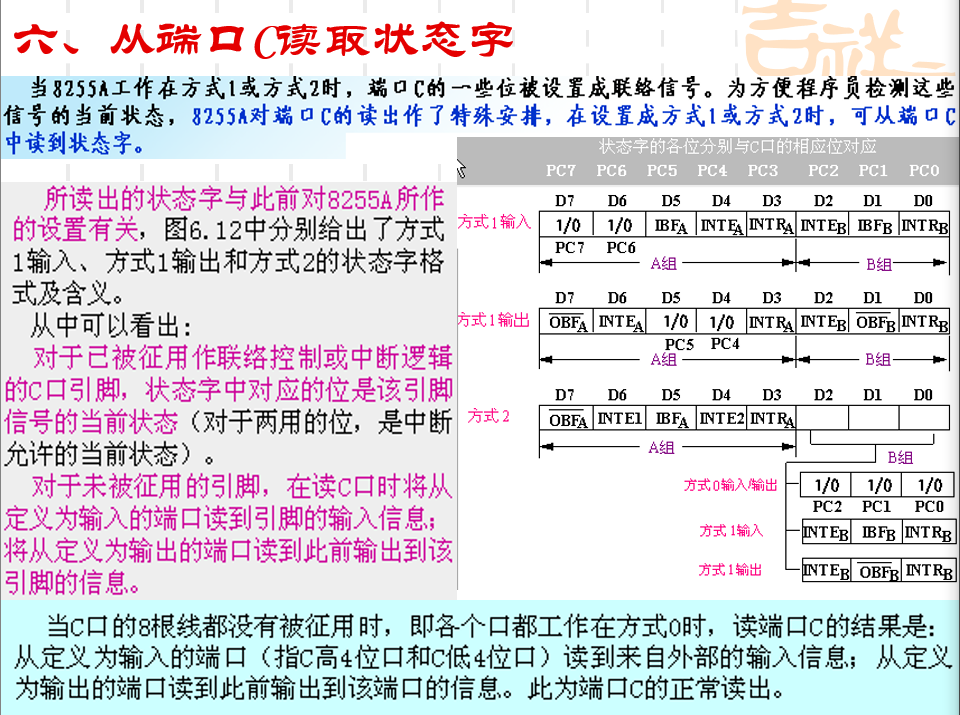 吉祥
六、从端口C读取状态字
当8255A工作在方式1或方式2时，端口C的一些位被设置成联络信号。为方便程序员检测这些
信号的当前状态，8255A对端口C的读出作了特殊安排，在设置成方式1或方式2时，可从端口C
中读到状态字。
所读出的状态字与此前对8255A所作
的设置有关，图6.12中分别给出了方式
1输入、方式1输出和方式2的状态字格
式及含义。
从中可以看出：
对于已被征用作联络控制或中断逻辑
的C口引脚，状态字中对应的位是该引脚
信号的当前状态（对于两用的位，是中断
允许的当前状态）。
对于未被征用的引脚，在读C口时将从
定义为输入的端口读到引脚的输入信息；
将从定义为输出的端口读到此前输出到该
引脚的信息。
状态字的各位分别与C口的相应位对应
PC7 PC6 PC5 PC4 PC3 PC2 PC1 PC0
D7 D6 D5 D4 D3 D2 D1 D0
方式1输入 1/0 1/0 IBFA INTEA INTRA INTEB IBFB INTRB
PC7 PC6
A组 B组
D7 D6 D5 D4 D3 D2 D1 D0
方式1输出 OBFA INTEA 1/0 1/0 INTRA INTEB OBFB INTRB
PC5 PC4
A组 B组
D7 D6 D5 D4 D3 D2 D1 D0
方式2 OBFA INTE1 IBFA INTE2 INTRA
A组 B组
方式0输入/输出 1/0 1/0 1/0
PC2 PC1 PC0
方式1输入 INTEB IBFB INTRB
方式1输出 INTEB OBFB INTRB
当C口的8根线都没有被征用时，即各个口都工作在方式0时，读端口C的结果是：
从定义为输入的端口（指C高4位口和C低4位口）读到来自外部的输入信息；从定义
为输出的端口读到此前输出到该端口的信息。此为端口C的正常读出。